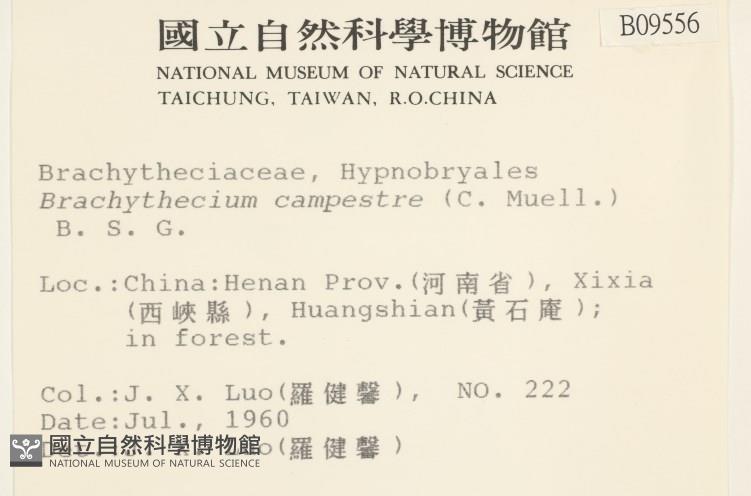 國立自然科學博物館
B09556
NATIONAL MUSEUM OF NATURAL SCIENCE
TAICHUNG, TAIWAN, R.O.CHINA
Brachytheciaceae, Hypnobryales
Brachythecium campestre (C. Muell.)
B. S. G.
Loc.:China:Henan Prov.(河南省), Xixia
(西峽縣), Huangshian(黃石庵);
in forest.
Col.:J. X. Luo(羅健馨), NO. 222
Date:Jul., 1960
(羅健馨)
國立自然科學博物館
NATIONAL MUSEUM OF NATURAL SCIENCE